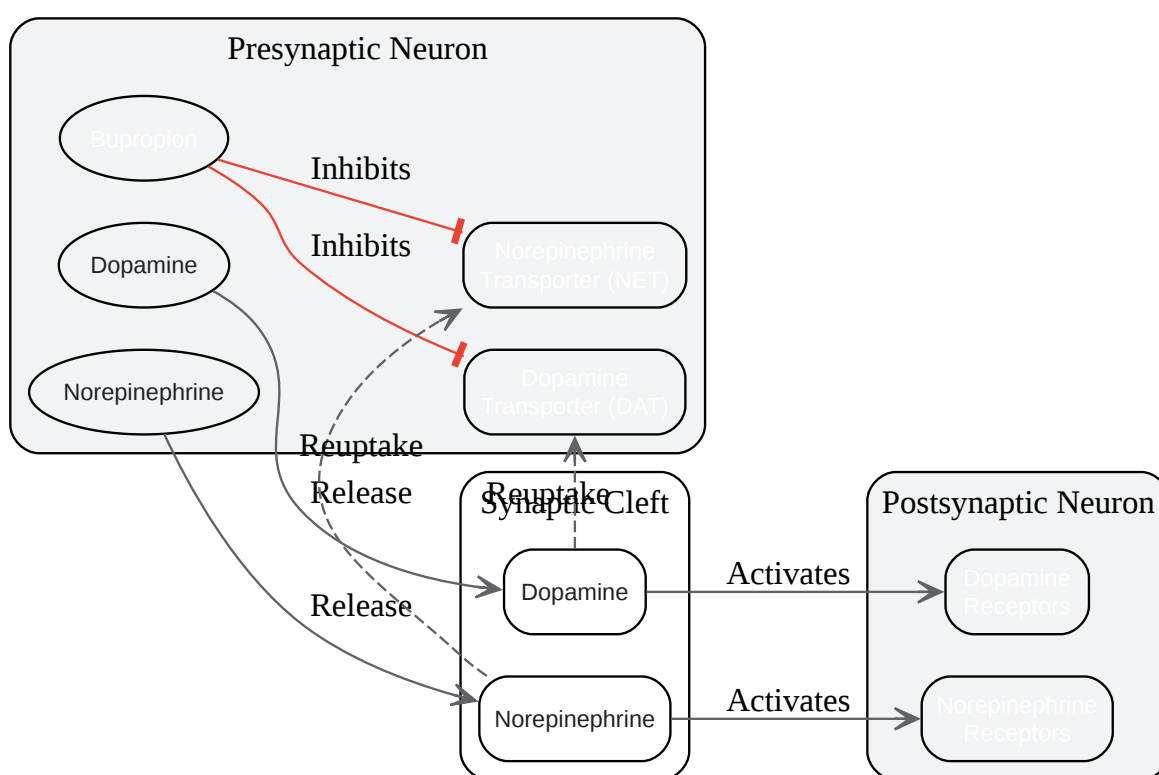 Presynaptic Neuron
Bupropion
Inhibits
Inhibits
Norepinephrine
Transporter (NET)
Dopamine
Norepinephrine
Dopamine
Transporter (DAT)
Reuptake
Release
Reuptake
Synaptic Cleft
Postsynaptic Neuron
Dopamine
Activates
Dopamine
Receptors
Release
Norepinephrine
Activates
Norepinephrine
Receptors